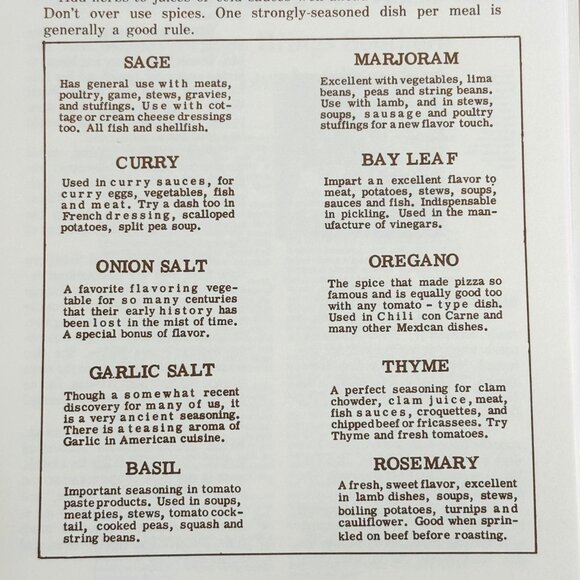 Don't over use spices. One strongly-seasoned dish per meal is
generally a good rule.
SAGE
Has general use with meats,
poultry, game, stews, gravies,
and stuffings. Use with cot-
tage or cream cheese dressings
too. All fish and shellfish.
CURRY
Used in curry sauces, for
curry eggs, vegetables, fish
and meat. Try a dash too in
French dressing, scalloped
potatoes, split pea soup.
ONION SALT
A favorite flavoring vege-
table for so many centuries
that their early history has
been lost in the mist of time.
A special bonus of flavor.
GARLIC SALT
Though a somewhat recent
discovery for many of us, it
is a very ancient seasoning.
There is a teasing aroma of
Garlic in American cuisine.
BASIL
Important seasoning in tomato
paste products. Used in soups,
meat pies, stews, tomato cock-
tail, cooked peas, squash and
string beans.
MARJORAM
Excellent with vegetables, lima
beans, peas and string beans.
Use with lamb, and in stews,
soups, sausage and poultry
stuffings for a new flavor touch.
BAY LEAF
Impart an excellent flavor to
meat, potatoes, stews, soups,
sauces and fish. Indispensable
in pickling. Used in the man-
ufacture of vinegars.
OREGANO
The spice that made pizza so
famous and is equally good too
with any tomato - type dish.
Used in Chili con Carne and
many other Mexican dishes.
THYME
A perfect seasoning for clam
chowder, clam juice, meat,
fish sauces, croquettes, and
chipped beef or fricassees. Try
Thyme and fresh tomatoes.
ROSEMARY
A fresh, sweet flavor, excellent
in lamb dishes, soups, stews,
boiling potatoes, turnips and
cauliflower. Good when sprin-
kled on beef before roasting.